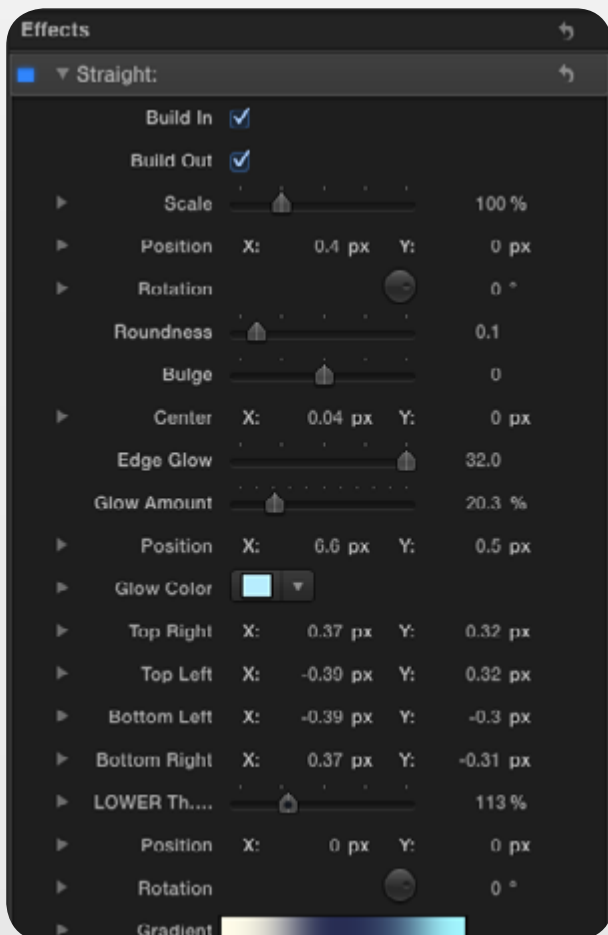 Effects
Straight:
Build In
Build Out
Scale 100 %
Position X: 0.4 px Y: 0 px
Rotation 0 °
Roundness 0.1
Bulge 0
Center X: 0.04 px Y: 0 px
Edge Glow 32.0
Glow Amount 20.3 %
Position X: 6.6 px Y: 0.5 px
Glow Color
Top Right X: 0.37 px Y: 0.32 px
Top Left X: -0.39 px Y: 0.32 px
Bottom Left X: -0.39 px Y: -0.3 px
Bottom Right X: 0.37 px Y: -0.31 px
LOWER Th.... 113 %
Position X: 0 px Y: 0 px
Rotation 0 °
Gradient